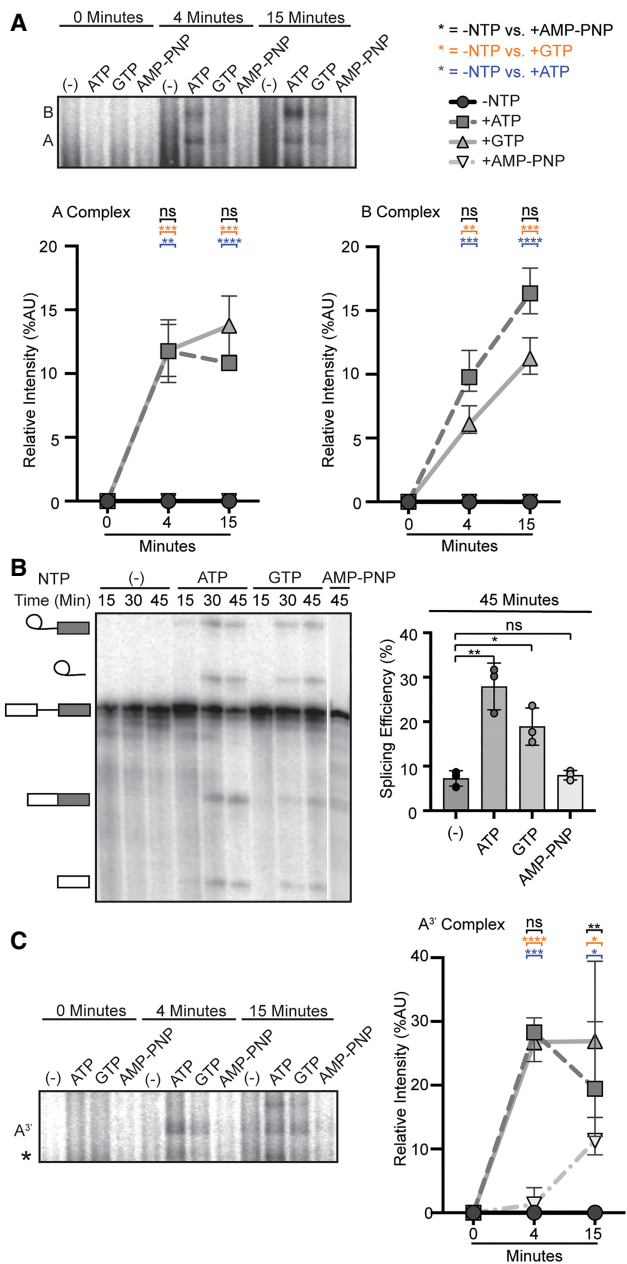 A
0 Minutes 4 Minutes 15 Minutes
(-) ATP GTP AMP-PNP (-) ATP GTP AMP-PNP (-) ATP GTP AMP-PNP
B
A
* = -NTP vs. +AMP-PNP
* = -NTP vs. +GTP
* = -NTP vs. +ATP
-NTP
+ATP
+GTP
+AMP-PNP
A Complex
ns ns
*** ***
** ****
Relative Intensity (%AU)
20
15
10
5
0
0 4 15
Minutes
B Complex
ns ns
** ***
*** ****
Relative Intensity (%AU)
20
15
10
5
0
0 4 15
Minutes
B
NTP (-) ATP GTP AMP-PNP
Time (Min) 15 30 45 15 30 45 15 30 45 45
45 Minutes
ns
*
**
Splicing Efficiency (%)
40
30
20
10
0
(-) ATP GTP AMP-PNP
C
0 Minutes 4 Minutes 15 Minutes
(-) ATP GTP AMP-PNP (-) ATP GTP AMP-PNP (-) ATP GTP AMP-PNP
A3'
*
A3' Complex
ns **
**** *
*** *
Relative Intensity (%AU)
40
30
20
10
0
0 4 15
Minutes